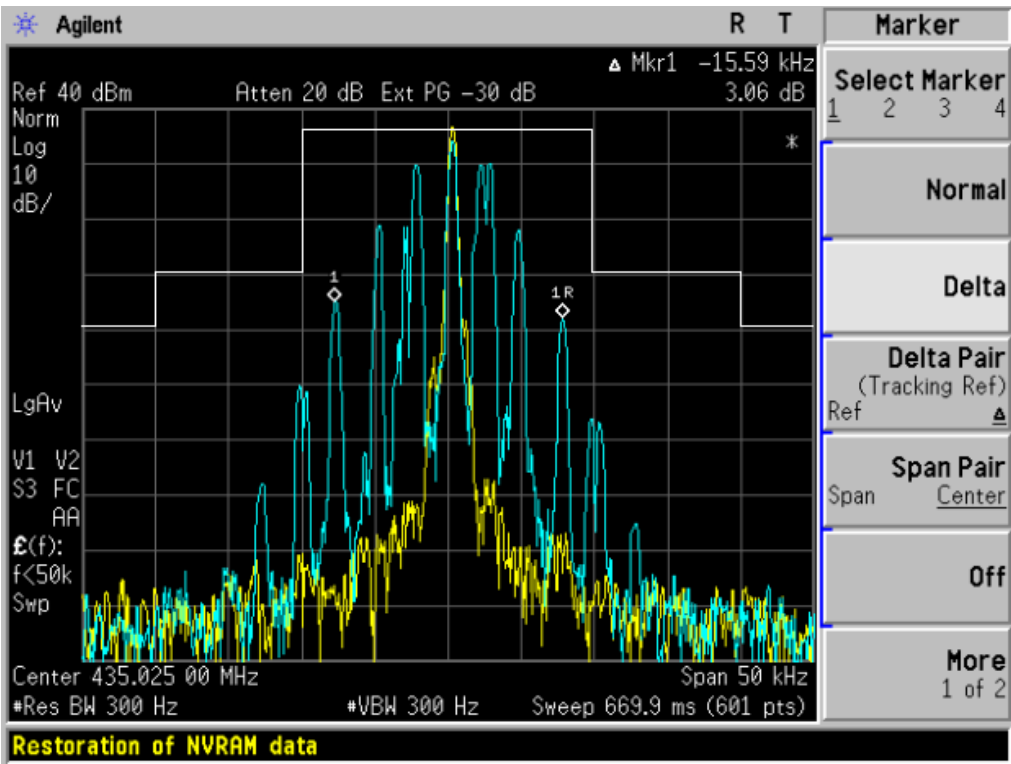 Agilent R T Marker
Δ Mkr1 -15.59 kHz
Ref 40 dBm Atten 20 dB Ext PG -30 dB 3.06 dB
Norm
Log
10
dB/
*
1
1R
LgAv
V1 V2
S3 FC
AA
£(f):
f<50k
Swp
Center 435.025 00 MHz Span 50 kHz
#Res BW 300 Hz #VBW 300 Hz Sweep 669.9 ms (601 pts)
Restoration of NVRAM data
Select Marker
1 2 3 4
Normal
Delta
Delta Pair
(Tracking Ref)
Ref Δ
Span Pair
Span Center
Off
More
1 of 2